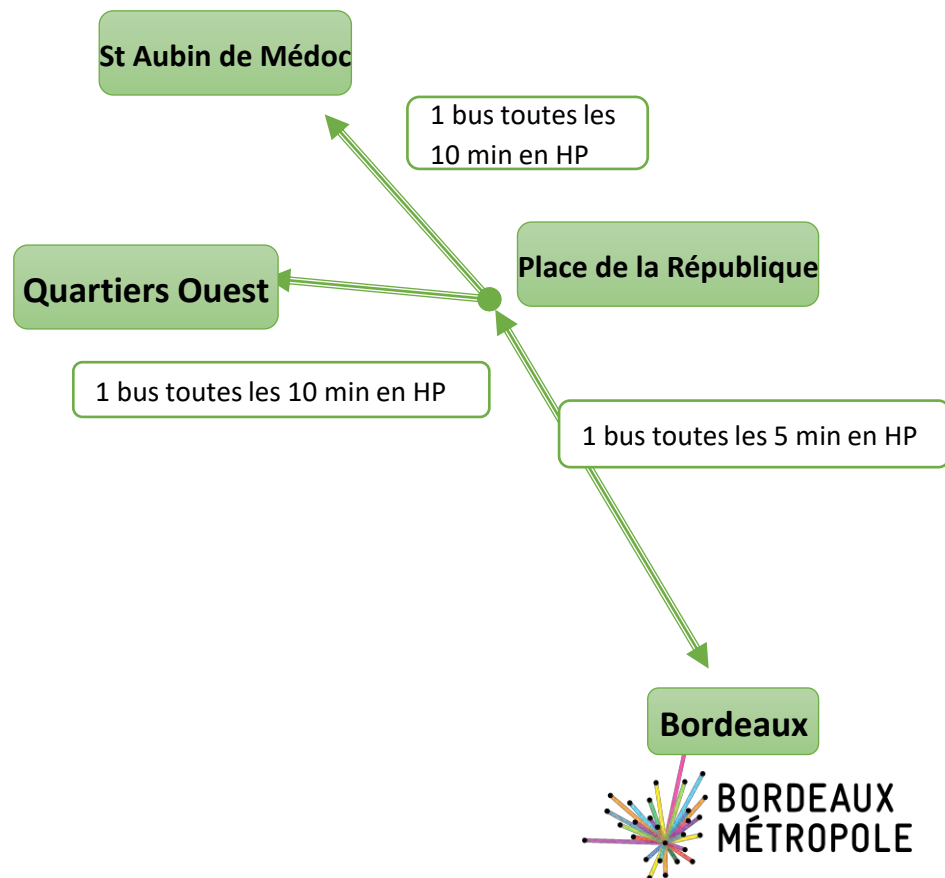 St Aubin de Médoc
1 bus toutes les
10 min en HP
Place de la République
Quartiers Ouest
1 bus toutes les 10 min en HP
1 bus toutes les 5 min en HP
Bordeaux
BORDEAUX
MÉTROPOLE